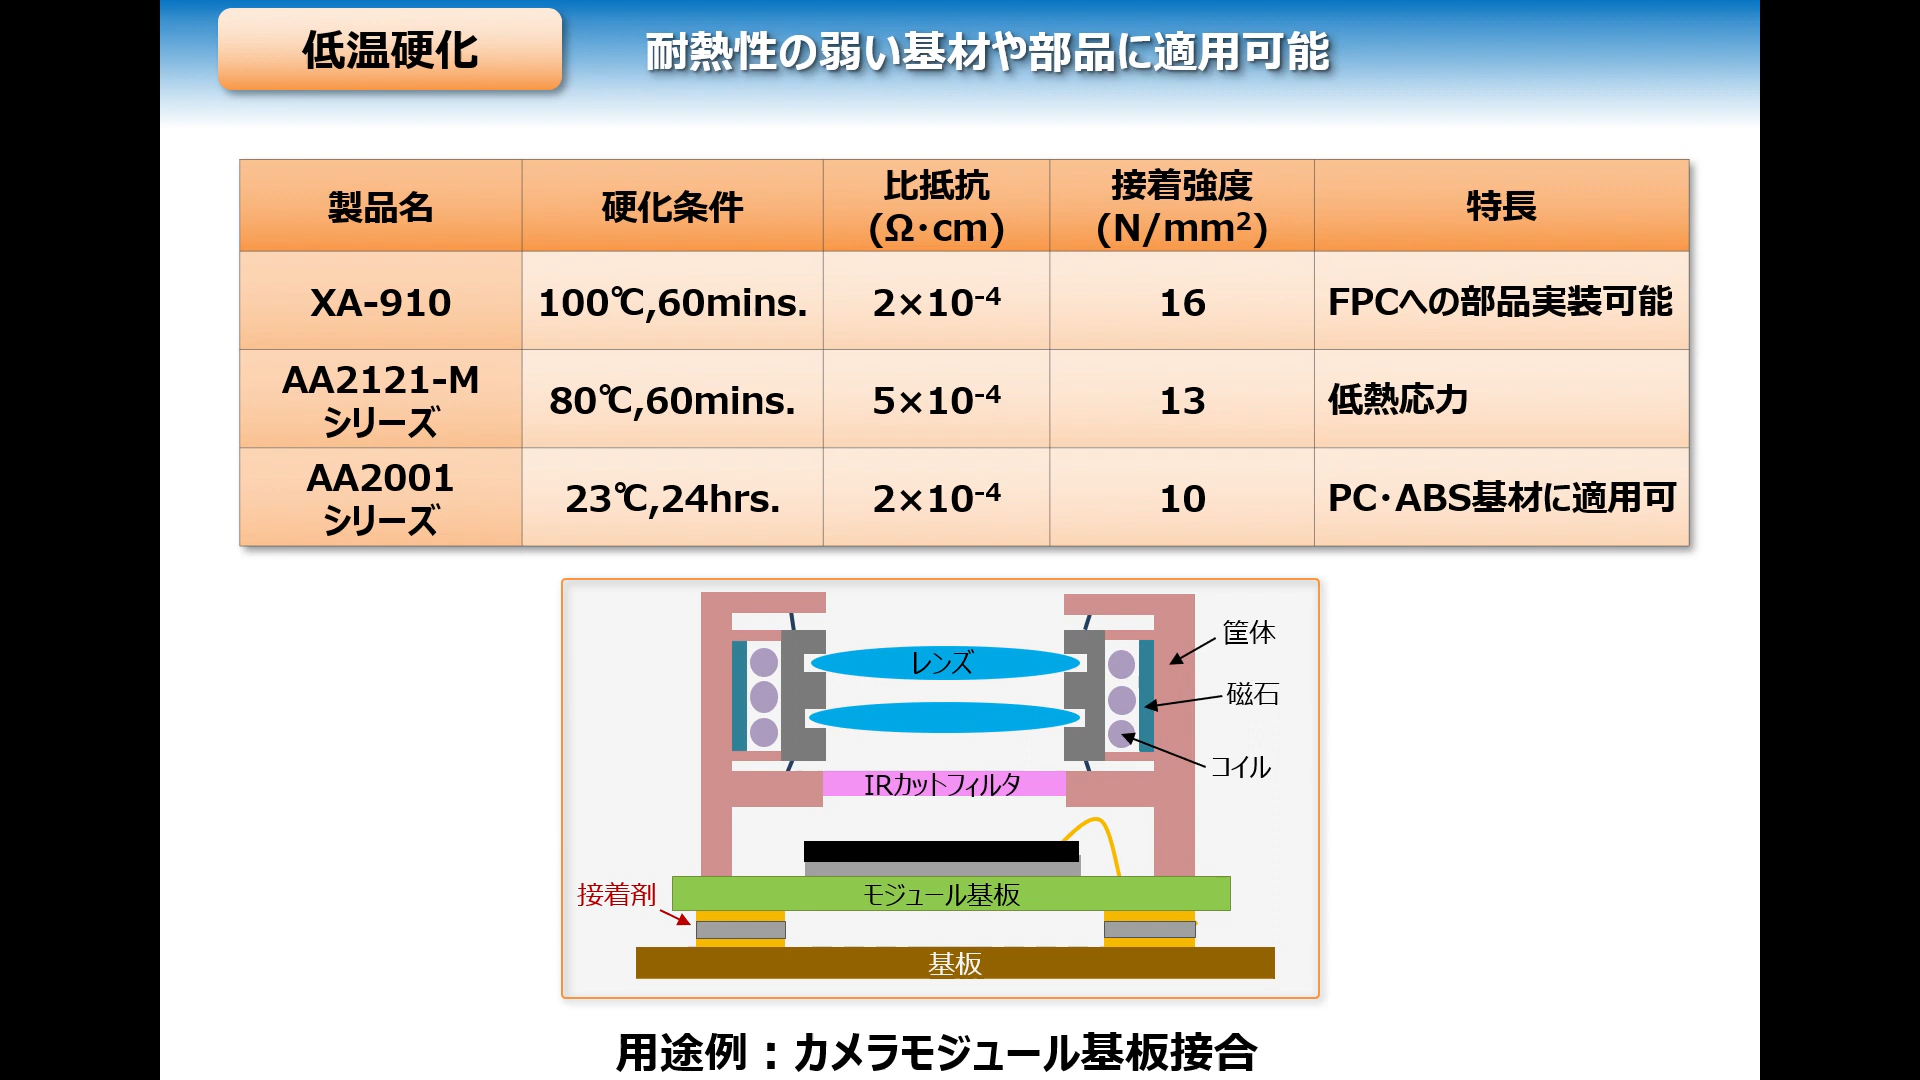 低温硬化
耐熱性の弱い基材や部品に適用可能
製品名
硬化条件
比抵抗
(Ω･cm)
接着強度
(N/mm²)
特長
XA-910
100℃,60mins.
2×10⁻⁴
16
FPCへの部品実装可能
AA2121-M
シリーズ
80℃,60mins.
5×10⁻⁴
13
低熱応力
AA2001
シリーズ
23℃,24hrs.
2×10⁻⁴
10
PC･ABS基材に適用可
筐体
レンズ
磁石
コイル
IRカットフィルタ
接着剤
モジュール基板
基板
用途例：カメラモジュール基板接合